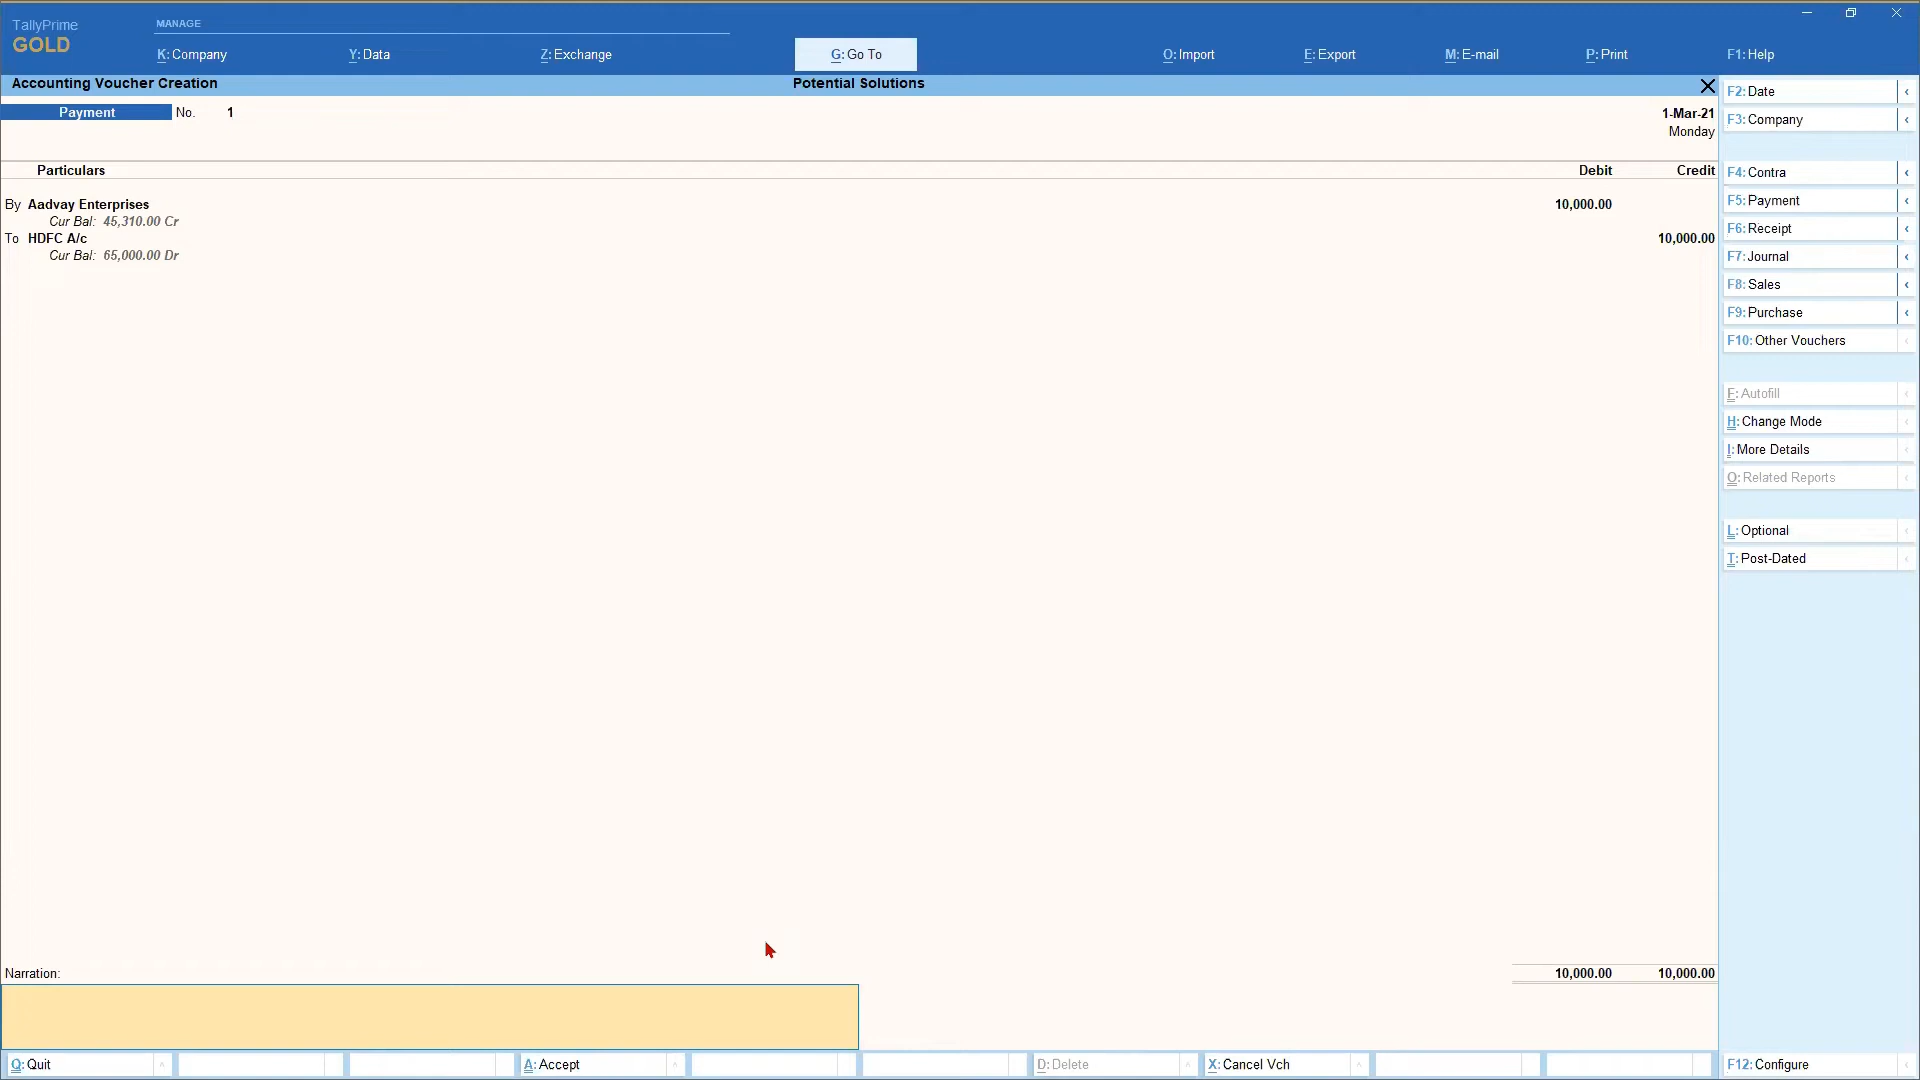 TallyPrime
GOLD
MANAGE
K: Company
Y: Data
Z: Exchange
G: Go To
O: Import
E: Export
M: E-mail
P: Print
F1: Help
Accounting Voucher Creation
Potential Solutions
Payment No. 1
1-Mar-21
Monday
Particulars Debit Credit
By Aadvay Enterprises 10,000.00
Cur Bal: 45,310.00 Cr
To HDFC A/c 10,000.00
Cur Bal: 65,000.00 Dr
Narration: 10,000.00 10,000.00
Q: Quit
A: Accept
D: Delete
X: Cancel Vch
F2: Date
F3: Company
F4: Contra
F5: Payment
F6: Receipt
F7: Journal
F8: Sales
F9: Purchase
F10: Other Vouchers
F: Autofill
H: Change Mode
I: More Details
O: Related Reports
L: Optional
T: Post-Dated
F12: Configure